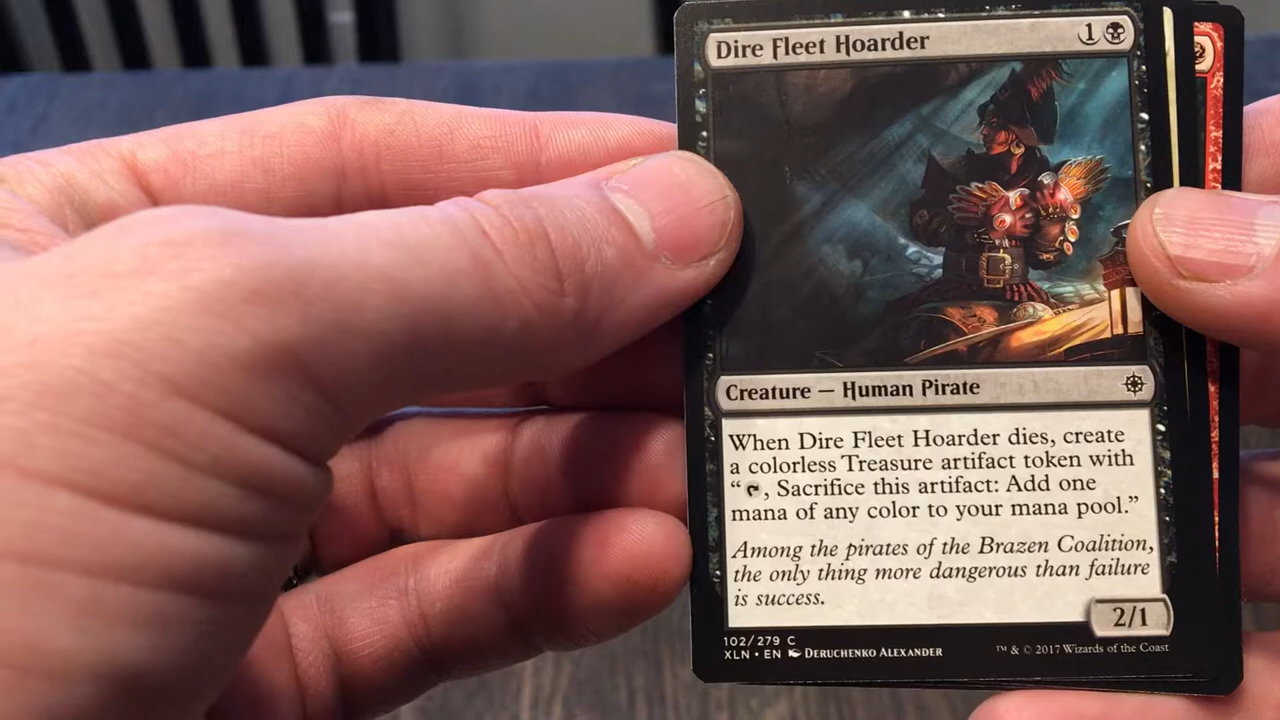 Dire Fleet Hoarder 1
Creature — Human Pirate
When Dire Fleet Hoarder dies, create
a colorless Treasure artifact token with
“, Sacrifice this artifact: Add one
mana of any color to your mana pool.”
Among the pirates of the Brazen Coalition,
the only thing more dangerous than failure
is success.
2/1
102/279 C
XLN • EN Deruchenko Alexander
™ & © 2017 Wizards of the Coast